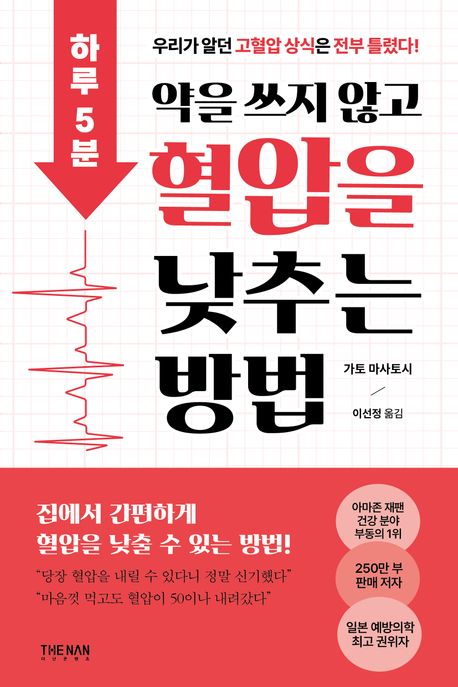 하루 5분
우리가 알던 고혈압 상식은 전부 틀렸다!
약을 쓰지 않고
혈압을
낮추는
방법
가토 마사토시
이선정 옮김
집에서 간편하게
혈압을 낮출 수 있는 방법!
“당장 혈압을 내릴 수 있다니 정말 신기했다”
“마음껏 먹고도 혈압이 50이나 내려갔다”
아마존 재팬
건강 분야
부동의 1위
250만 부
판매 저자
일본 예방의학
최고 권위자
THE NAN
더난콘텐츠